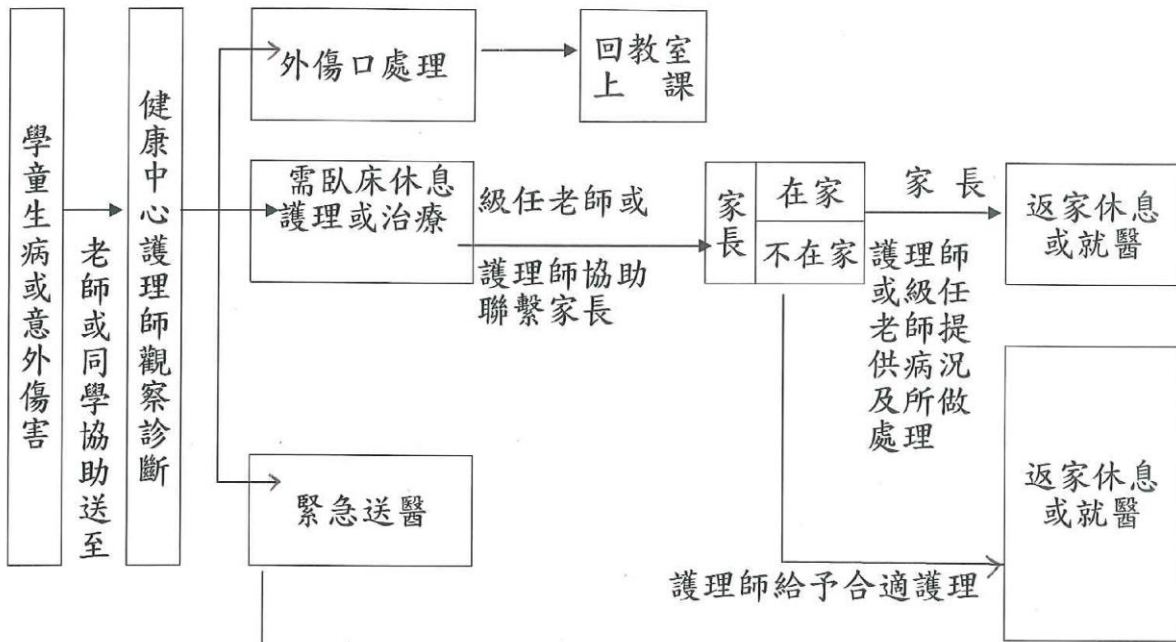 學童生病或意外傷害
老師或同學協助送至
健康中心護理師觀察診斷
外傷口處理
回教室
上 課
需臥床休息
護理或治療
級任老師或
護理師協助
聯繫家長
家長
在家
不在家
家 長
護理師
或級任
老師提
供病況
及所做
處理
返家休息
或就醫
緊急送醫
護理師給予合適護理
返家休息
或就醫